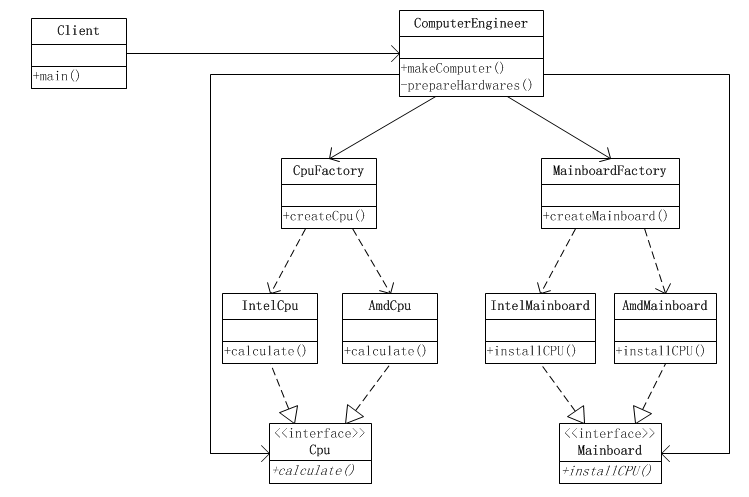 Client
+main()
ComputerEngineer
+makeComputer()
-prepareHardwares()
CpuFactory
+createCpu()
MainboardFactory
+createMainboard()
IntelCpu
+calculate()
AmdCpu
+calculate()
IntelMainboard
+installCPU()
AmdMainboard
+installCPU()
<<interface>>
Cpu
+calculate()
<<interface>>
Mainboard
+installCPU()